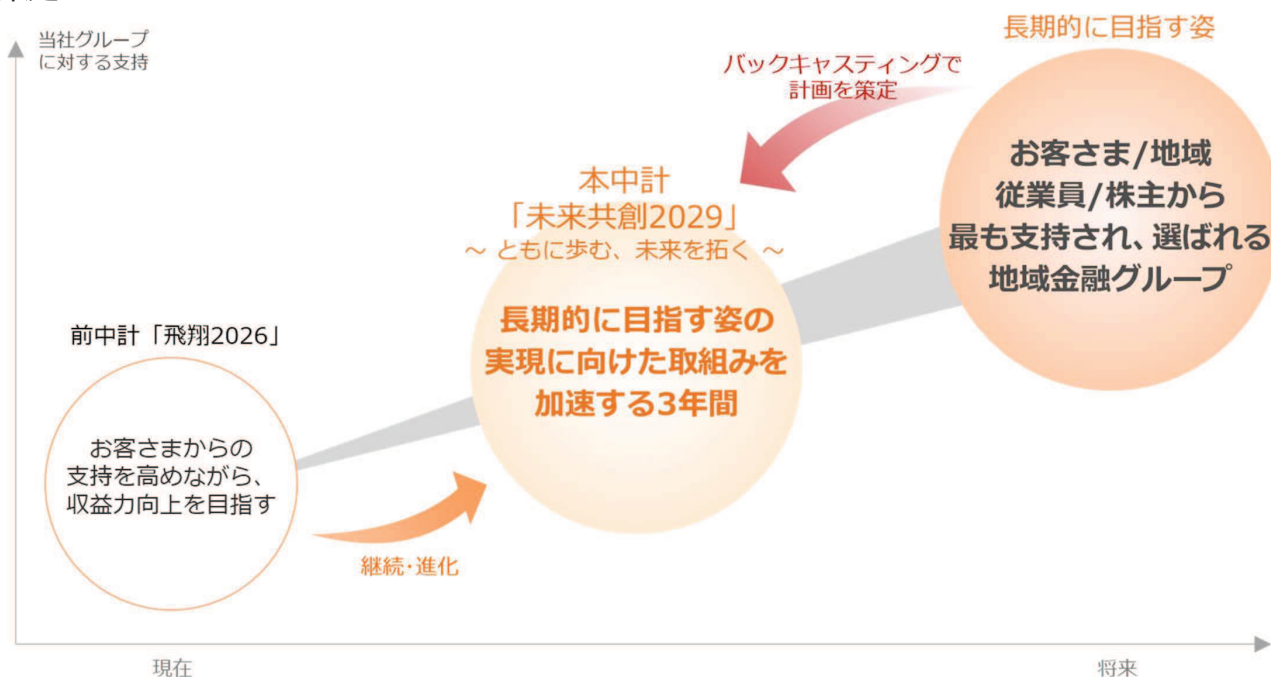 当社グループ
に対する支持
長期的に目指す姿
バックキャスティングで
計画を策定
お客さま/地域
従業員/株主から
最も支持され、選ばれる
地域金融グループ
本中計
「未来共創2029」
～ ともに歩む、未来を拓く ～
長期的に目指す姿の
実現に向けた取組みを
加速する3年間
前中計「飛翔2026」
お客さまからの
支持を高めながら、
収益力向上を目指す
継続・進化
現在
将来